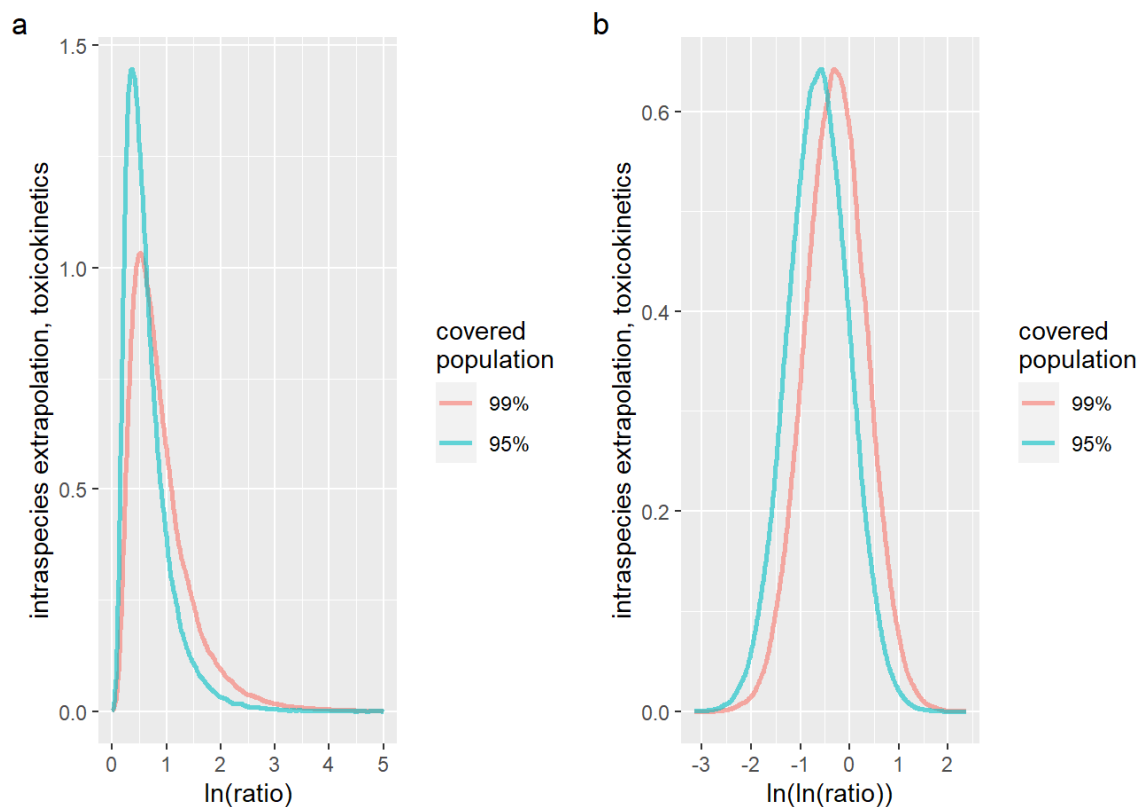 a
1.5
1.0
0.5
0.0
intraspecies extrapolation, toxicokinetics
0 1 2 3 4 5
ln(ratio)
covered
population
99%
95%
b
0.6
0.4
0.2
0.0
intraspecies extrapolation, toxicokinetics
-3 -2 -1 0 1 2
ln(ln(ratio))
covered
population
99%
95%